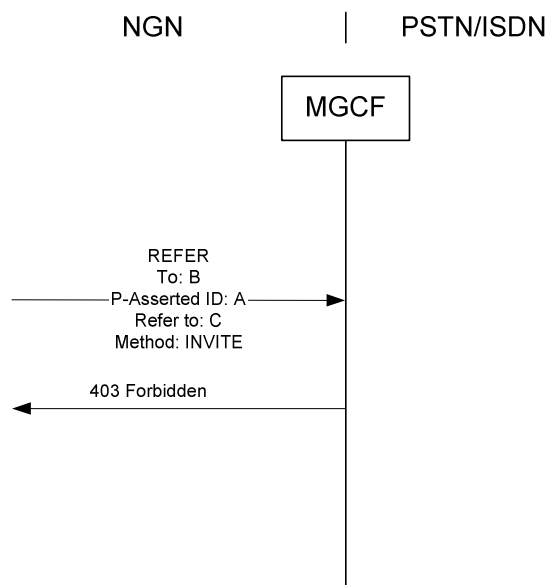 NGN | PSTN/ISDN
MGCF
REFER
To: B
P-Asserted ID: A
Refer to: C
Method: INVITE
403 Forbidden